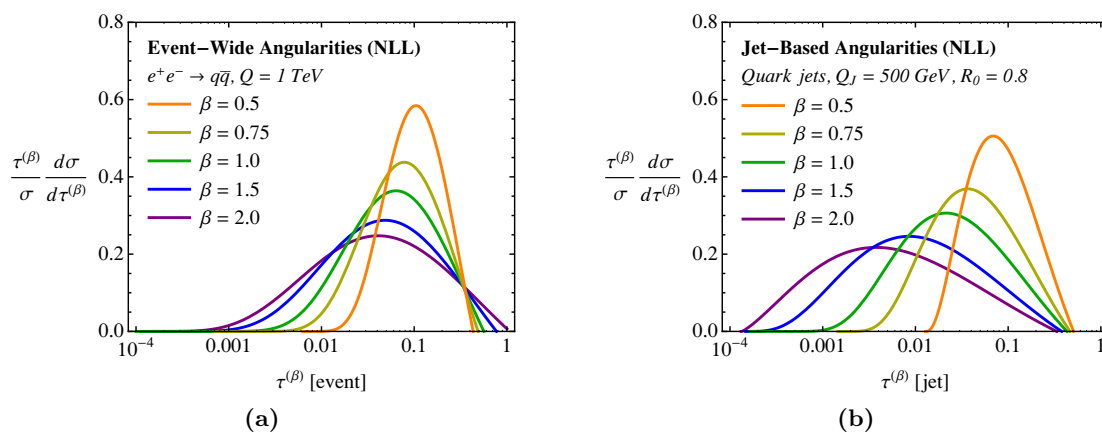 0.8
Event−Wide Angularities (NLL)
e⁺e⁻ → qq̅, Q = 1 TeV
β = 0.5
β = 0.75
β = 1.0
β = 1.5
β = 2.0
0.6
0.4
0.2
0.0
τ^(β)/σ dσ/dτ^(β)
10⁻⁴ 0.001 0.01 0.1 1
τ^(β) [event]
(a)
0.8
Jet−Based Angularities (NLL)
Quark jets, Q_J = 500 GeV, R_0 = 0.8
β = 0.5
β = 0.75
β = 1.0
β = 1.5
β = 2.0
0.6
0.4
0.2
0.0
τ^(β)/σ dσ/dτ^(β)
10⁻⁴ 0.001 0.01 0.1 1
τ^(β) [jet]
(b)